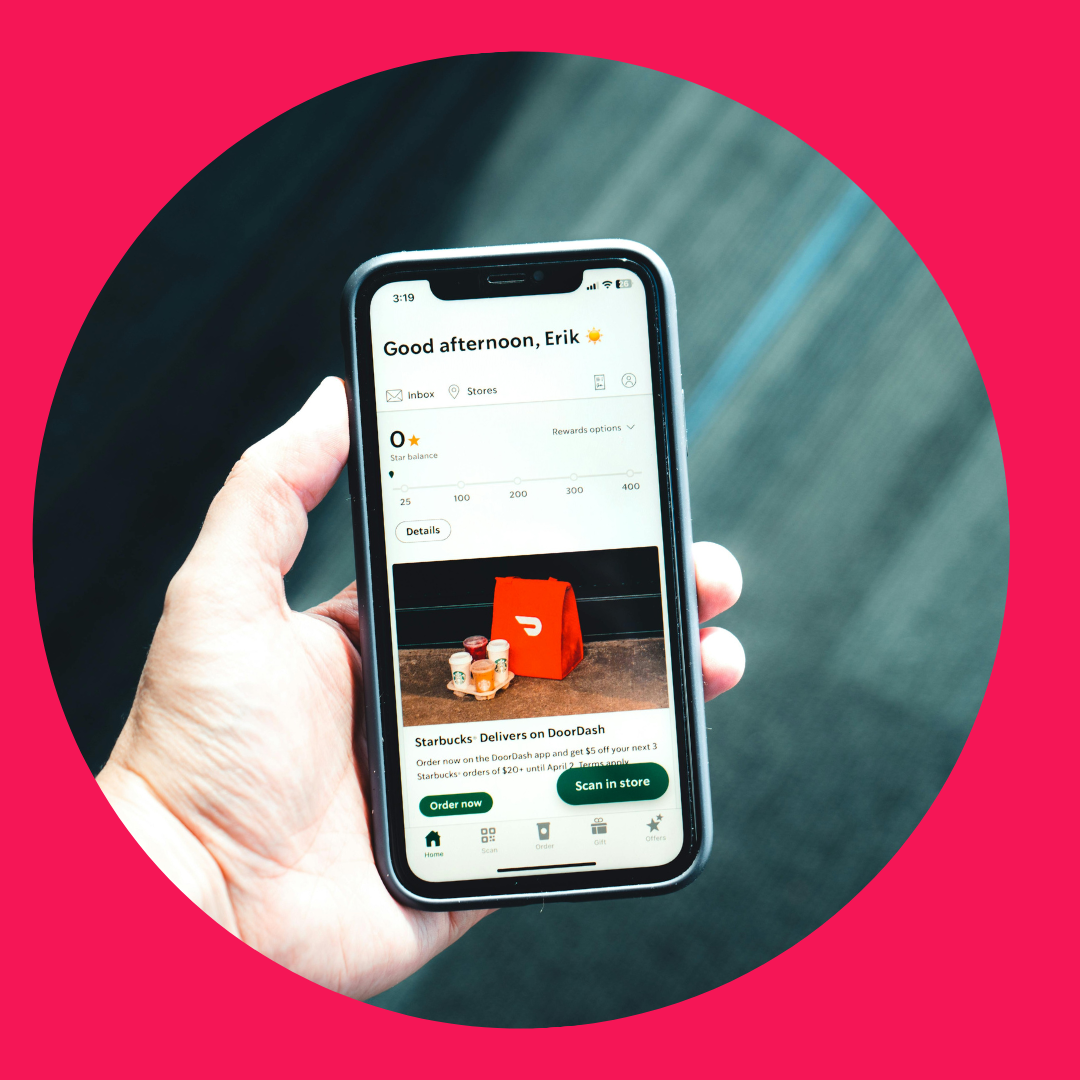 3:19
20
Good afternoon, Erik
Inbox Stores
0
Rewards options
Star balance
25 100 200 300 400
Details
Starbucks® Delivers on DoorDash
Order now on the DoorDash app and get $5 off your next 3
Starbucks® orders of $20+ until April 2. Terms apply.
Scan in store
Order now
Home Scan Order Gift Offers